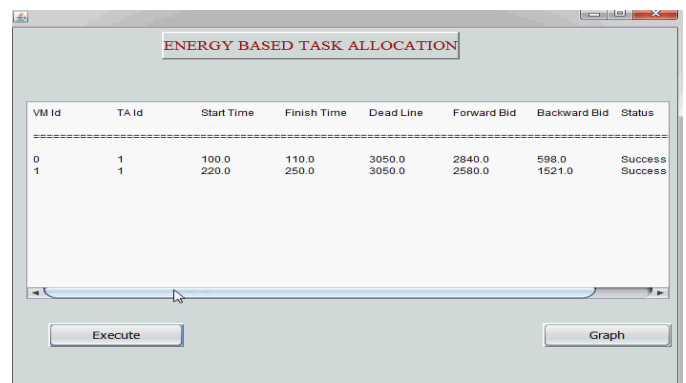 ENERGY BASED TASK ALLOCATION
VM Id TA Id Start Time Finish Time Dead Line Forward Bid Backward Bid Status
================================================================================
0 1 100.0 110.0 3050.0 2840.0 598.0 Success
1 1 220.0 250.0 3050.0 2580.0 1521.0 Success
Execute Graph